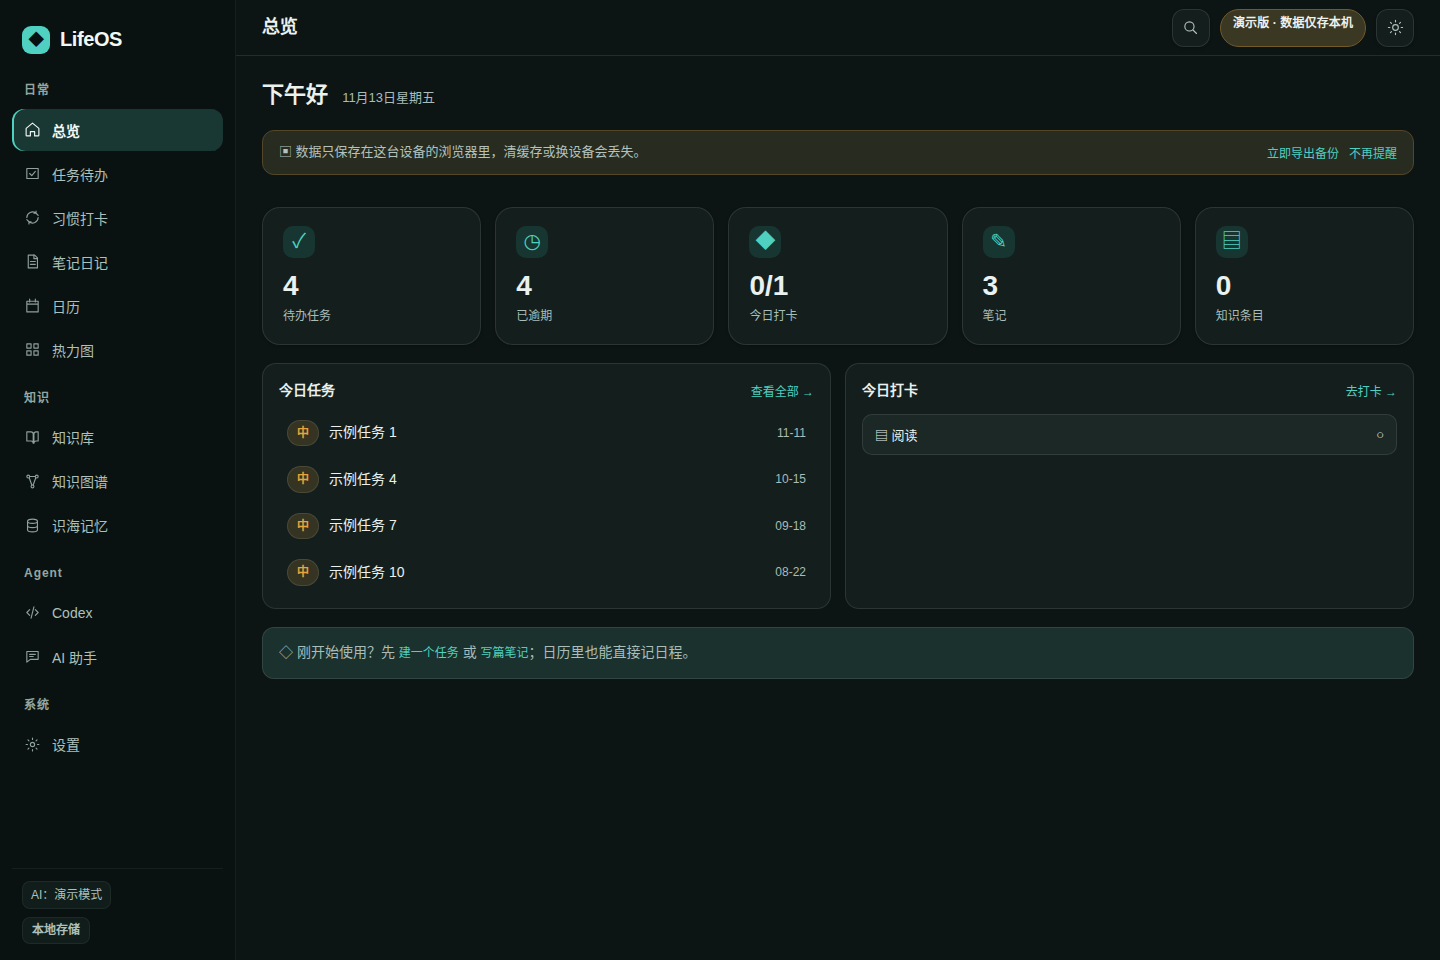 LifeOS
日常
总览
任务待办
习惯打卡
笔记日记
日历
热力图
知识
知识库
知识图谱
识海记忆
Agent
Codex
AI 助手
系统
设置
AI：演示模式
本地存储
总览
演示版 · 数据仅存本机
下午好 11月13日星期五
▣ 数据只保存在这台设备的浏览器里，清缓存或换设备会丢失。 立即导出备份 不再提醒
4
待办任务
4
已逾期
0/1
今日打卡
3
笔记
0
知识条目
今日任务 查看全部 →
中 示例任务 1 11-11
中 示例任务 4 10-15
中 示例任务 7 09-18
中 示例任务 10 08-22
今日打卡 去打卡 →
▤ 阅读 ○
◇ 刚开始使用？先 建一个任务 或 写篇笔记；日历里也能直接记日程。